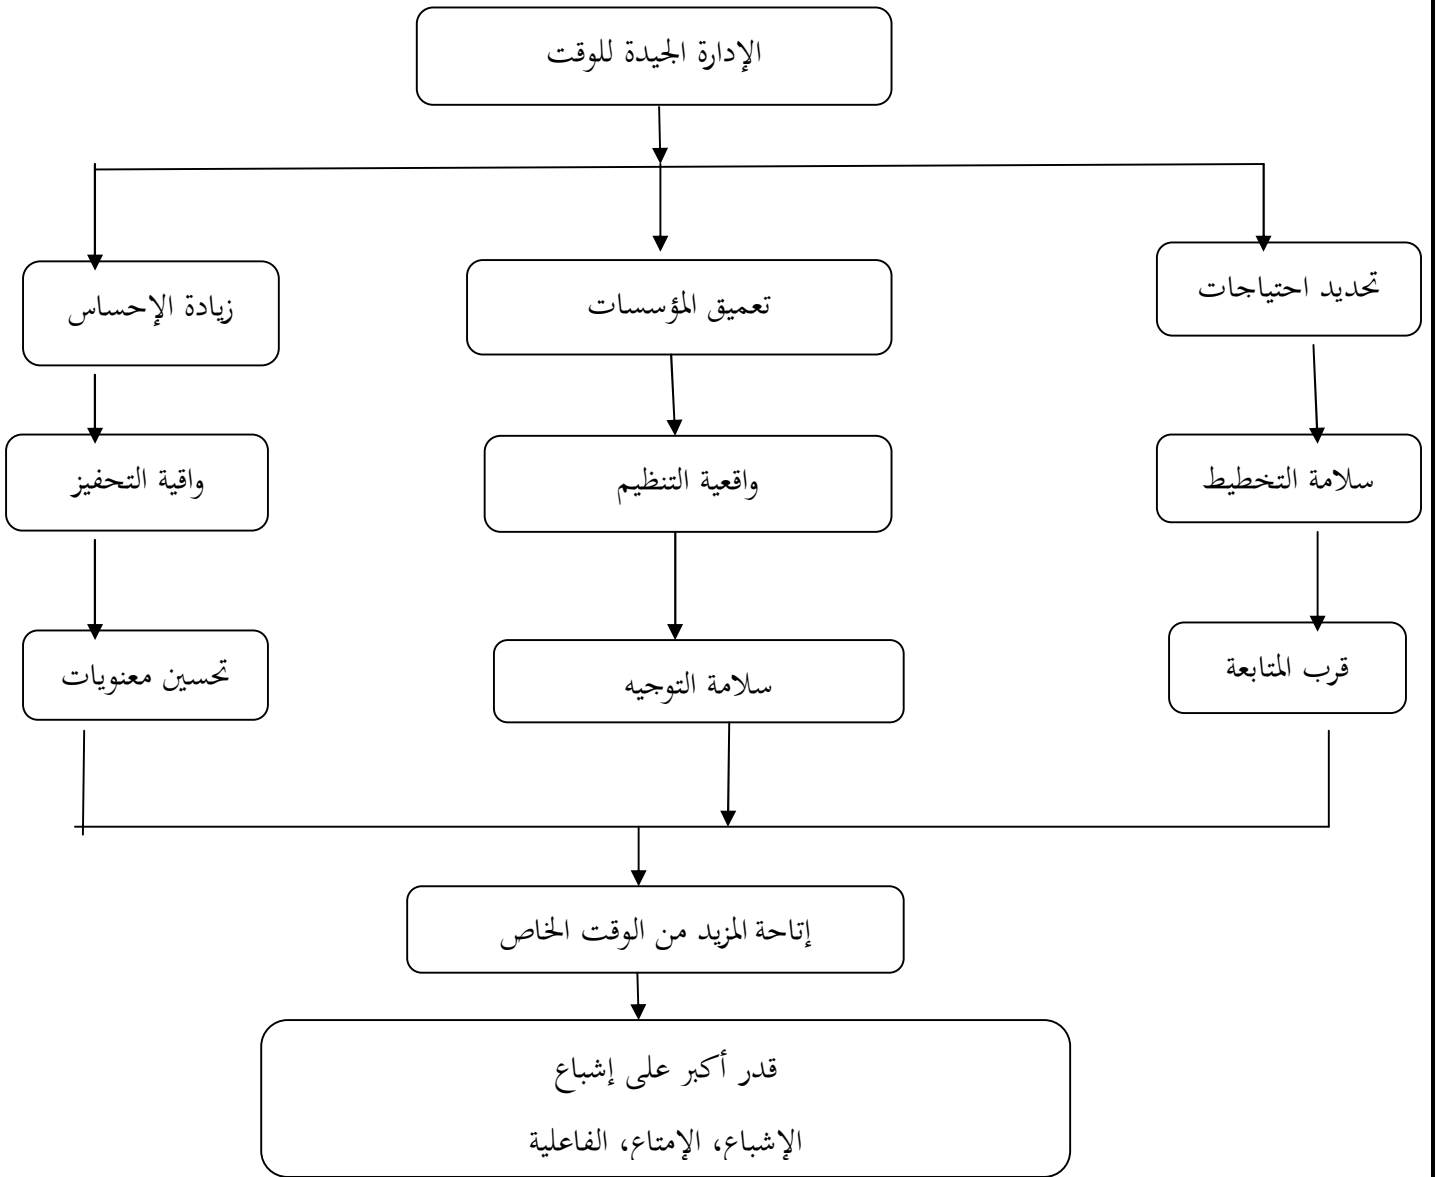 الإدارة الجيدة للوقت
تحديد احتياجات
تعميق المؤسسات
زيادة الإحساس
سلامة التخطيط
واقعية التنظيم
واقية التحفيز
قرب المتابعة
سلامة التوجيه
تحسين معنويات
إتاحة المزيد من الوقت الخاص
قدر أكبر على إشباع
الإشباع، الإمتاع، الفاعلية